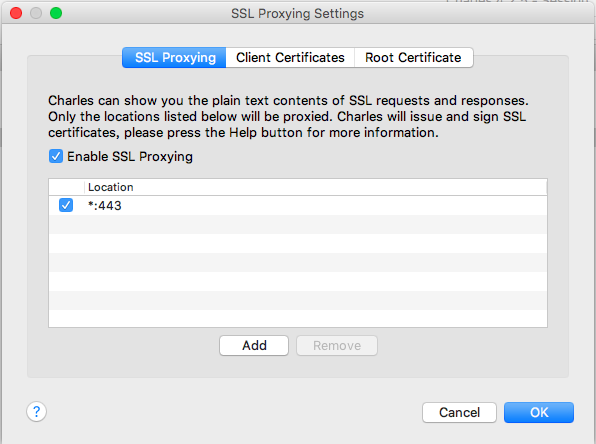 SSL Proxying Settings
SSL Proxying Client Certificates Root Certificate
Charles can show you the plain text contents of SSL requests and responses.
Only the locations listed below will be proxied. Charles will issue and sign SSL
certificates, please press the Help button for more information.
Enable SSL Proxying
Location
*:443
Add Remove
? Cancel OK